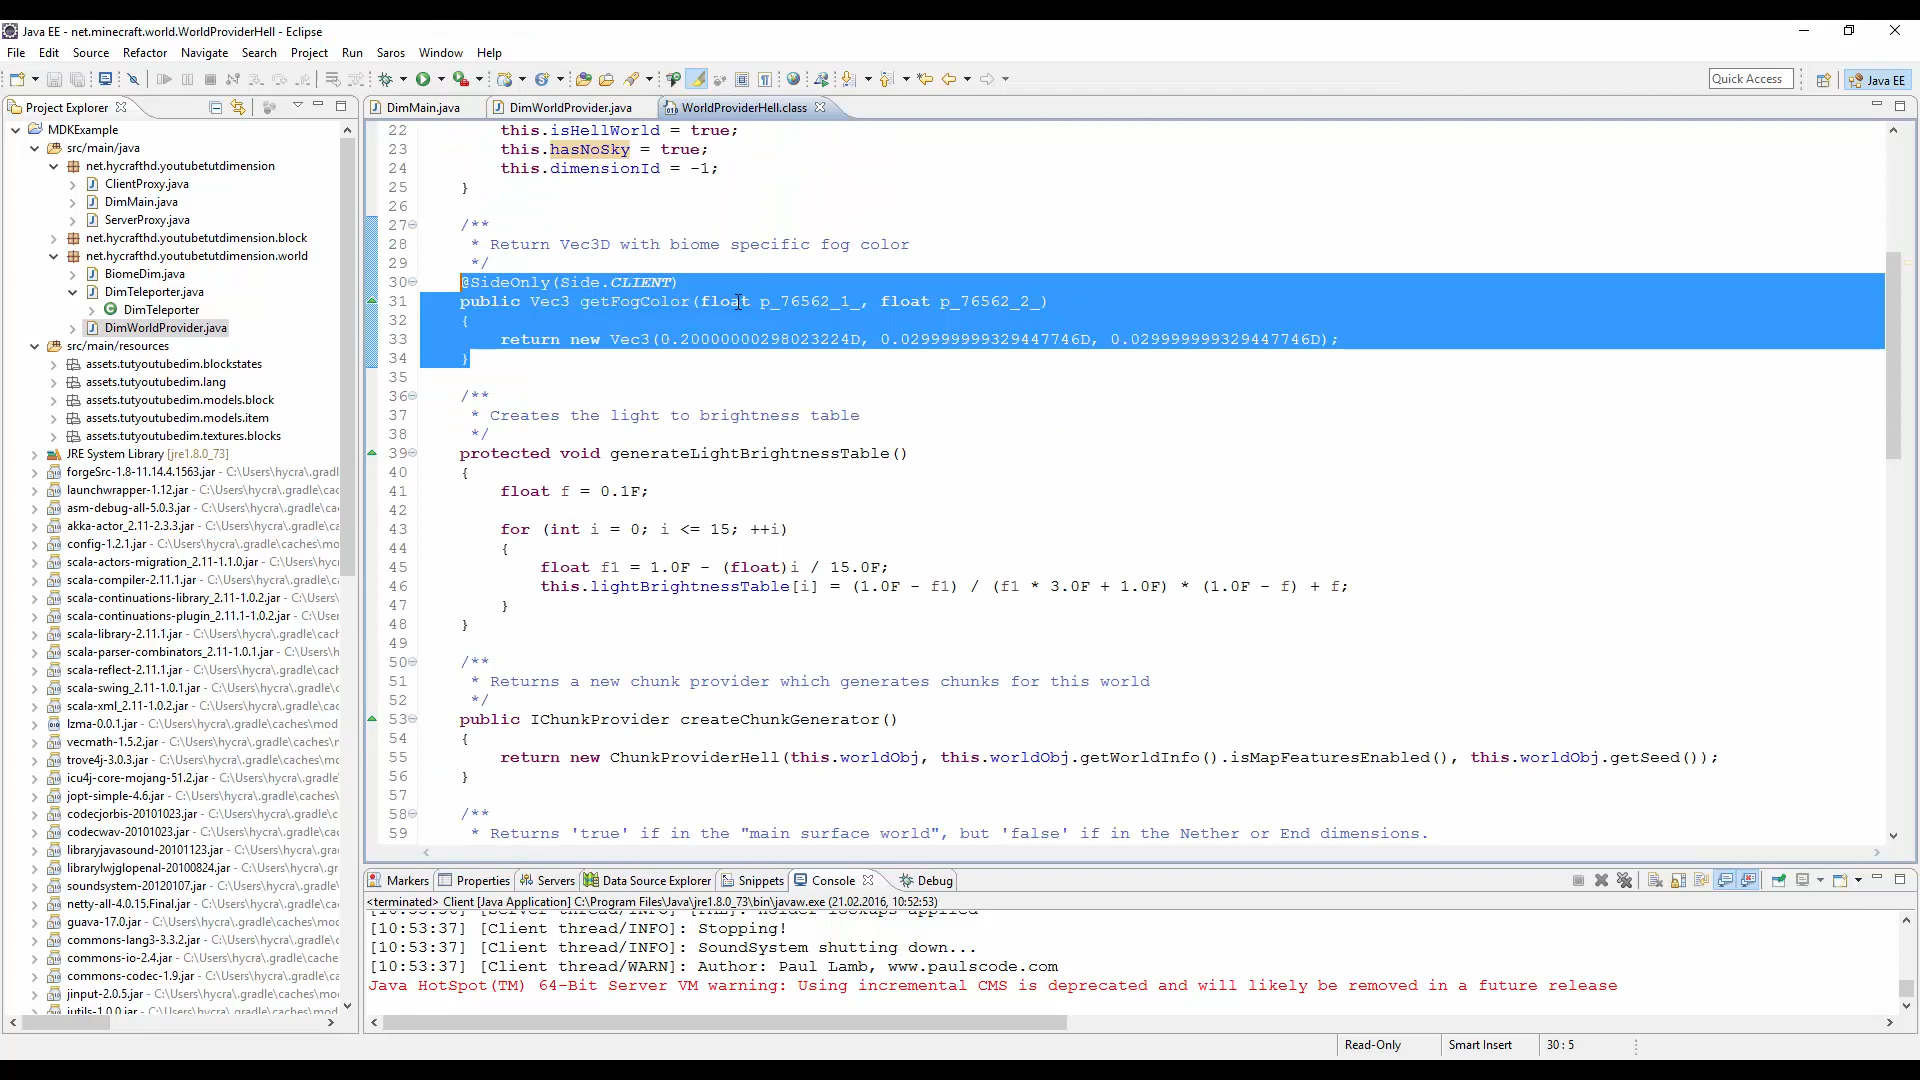 Java EE - net.minecraft.world.WorldProviderHell - Eclipse
File Edit Source Refactor Navigate Search Project Run Saros Window Help
Quick Access
Java EE
Project Explorer
DimMain.java
DimWorldProvider.java
WorldProviderHell.class
MDKExample
src/main/java
net.hycrafthd.youtubetutdimension
ClientProxy.java
DimMain.java
ServerProxy.java
net.hycrafthd.youtubetutdimension.block
net.hycrafthd.youtubetutdimension.world
BiomeDim.java
DimTeleporter.java
DimTeleporter
DimWorldProvider.java
src/main/resources
assets.tutyoutubedim.blockstates
assets.tutyoutubedim.lang
assets.tutyoutubedim.models.block
assets.tutyoutubedim.models.item
assets.tutyoutubedim.textures.blocks
JRE System Library [jre1.8.0_73]
forgeSrc-1.8-11.14.4.1563.jar - C:\Users\hycra\.gradl
launchwrapper-1.12.jar - C:\Users\hycra\.gradle\cac
asm-debug-all-5.0.3.jar - C:\Users\hycra\.gradle\cac
akka-actor_2.11-2.3.3.jar - C:\Users\hycra\.gradle\ca
config-1.2.1.jar - C:\Users\hycra\.gradle\caches\mo
scala-actors-migration_2.11-1.1.0.jar - C:\Users\hycr
scala-compiler-2.11.1.jar - C:\Users\hycra\.gradle\ca
scala-continuations-library_2.11-1.0.2.jar - C:\Users\
scala-continuations-plugin_2.11.1-1.0.2.jar - C:\User
scala-library-2.11.1.jar - C:\Users\hycra\.gradle\cach
scala-parser-combinators_2.11-1.0.1.jar - C:\Users\h
scala-reflect-2.11.1.jar - C:\Users\hycra\.gradle\cach
scala-swing_2.11-1.0.1.jar - C:\Users\hycra\.gradle\c
scala-xml_2.11-1.0.2.jar - C:\Users\hycra\.gradle\cac
lzma-0.0.1.jar - C:\Users\hycra\.gradle\caches\mod
vecmath-1.5.2.jar - C:\Users\hycra\.gradle\caches\m
trove4j-3.0.3.jar - C:\Users\hycra\.gradle\caches\mo
icu4j-core-mojang-51.2.jar - C:\Users\hycra\.gradle\
jopt-simple-4.6.jar - C:\Users\hycra\.gradle\caches\
codecjorbis-20101023.jar - C:\Users\hycra\.gradle\c
codecwav-20101023.jar - C:\Users\hycra\.gradle\cac
libraryjavasound-20101123.jar - C:\Users\hycra\.gra
librarylwjglopenal-20100824.jar - C:\Users\hycra\.gr
soundsystem-20120107.jar - C:\Users\hycra\.gradle\
netty-all-4.0.15.Final.jar - C:\Users\hycra\.gradle\ca
guava-17.0.jar - C:\Users\hycra\.gradle\caches\mod
commons-lang3-3.3.2.jar - C:\Users\hycra\.gradle\c
commons-io-2.4.jar - C:\Users\hycra\.gradle\caches
commons-codec-1.9.jar - C:\Users\hycra\.gradle\ca
jinput-2.0.5.jar - C:\Users\hycra\.gradle\caches\mo
jutils-1.0.0.jar - C:\Users\hycra\.gradle\caches\mod
22 this.isHellWorld = true;
23 this.hasNoSky = true;
24 this.dimensionId = -1;
25 }
26
27 /**
28 * Return Vec3D with biome specific fog color
29 */
30 @SideOnly(Side.CLIENT)
31 public Vec3 getFogColor(float p_76562_1_, float p_76562_2_)
32 {
33 return new Vec3(0.20000000298023224D, 0.029999999329447746D, 0.029999999329447746D);
34 }
35
36 /**
37 * Creates the light to brightness table
38 */
39 protected void generateLightBrightnessTable()
40 {
41 float f = 0.1F;
42
43 for (int i = 0; i <= 15; ++i)
44 {
45 float f1 = 1.0F - (float)i / 15.0F;
46 this.lightBrightnessTable[i] = (1.0F - f1) / (f1 * 3.0F + 1.0F) * (1.0F - f) + f;
47 }
48 }
49
50 /**
51 * Returns a new chunk provider which generates chunks for this world
52 */
53 public IChunkProvider createChunkGenerator()
54 {
55 return new ChunkProviderHell(this.worldObj, this.worldObj.getWorldInfo().isMapFeaturesEnabled(), this.worldObj.getSeed());
56 }
57
58 /**
59 * Returns 'true' if in the "main surface world", but 'false' if in the Nether or End dimensions.
Markers Properties Servers Data Source Explorer Snippets Console Debug
<terminated> Client [Java Application] C:\Program Files\Java\jre1.8.0_73\bin\javaw.exe (21.02.2016, 10:52:53)
[10:53:37] [Client thread/INFO]: Stopping!
[10:53:37] [Client thread/INFO]: SoundSystem shutting down...
[10:53:37] [Client thread/WARN]: Author: Paul Lamb, www.paulscode.com
Java HotSpot(TM) 64-Bit Server VM warning: Using incremental CMS is deprecated and will likely be removed in a future release
Read-Only Smart Insert 30 : 5